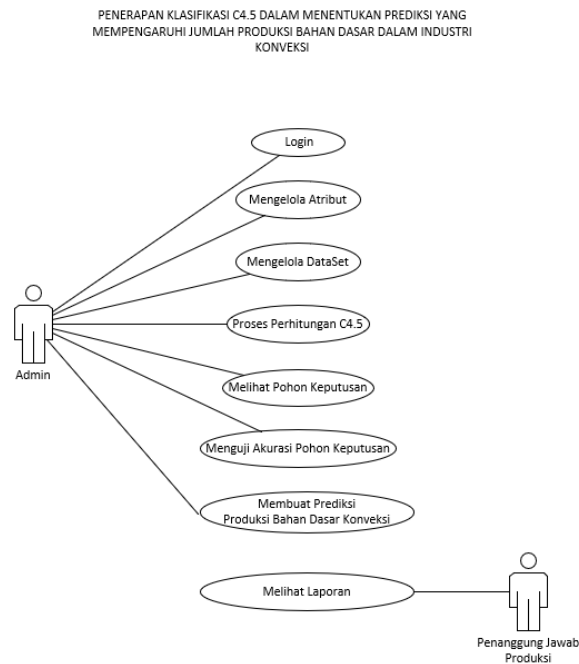 PENERAPAN KLASIFIKASI C4.5 DALAM MENENTUKAN PREDIKSI YANG
MEMPENGARUHI JUMLAH PRODUKSI BAHAN DASAR DALAM INDUSTRI
KONVEKSI
Login
Mengelola Atribut
Mengelola DataSet
Proses Perhitungan C4.5
Admin
Melihat Pohon Keputusan
Menguji Akurasi Pohon Keputusan
Membuat Prediksi
Produksi Bahan Dasar Konveksi
Melihat Laporan
Penanggung Jawab
Produksi